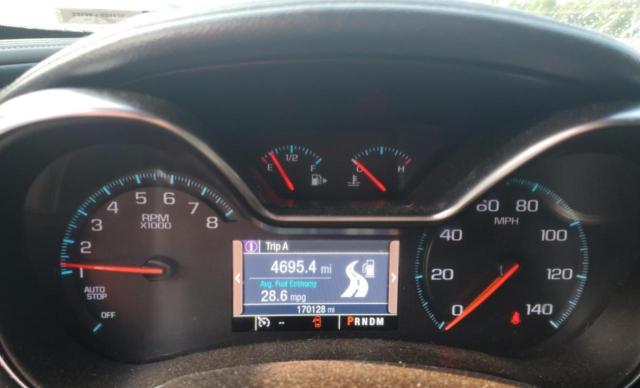 1/2
E F
C H
4 5 6
3 7
2 8
1
RPM
X1000
AUTO
STOP
OFF
Trip A
4695.4 mi
Avg. Fuel Economy
28.6 mpg
170128 mi
-- PRNDM
60 80
MPH
40 100
20 120
0 140